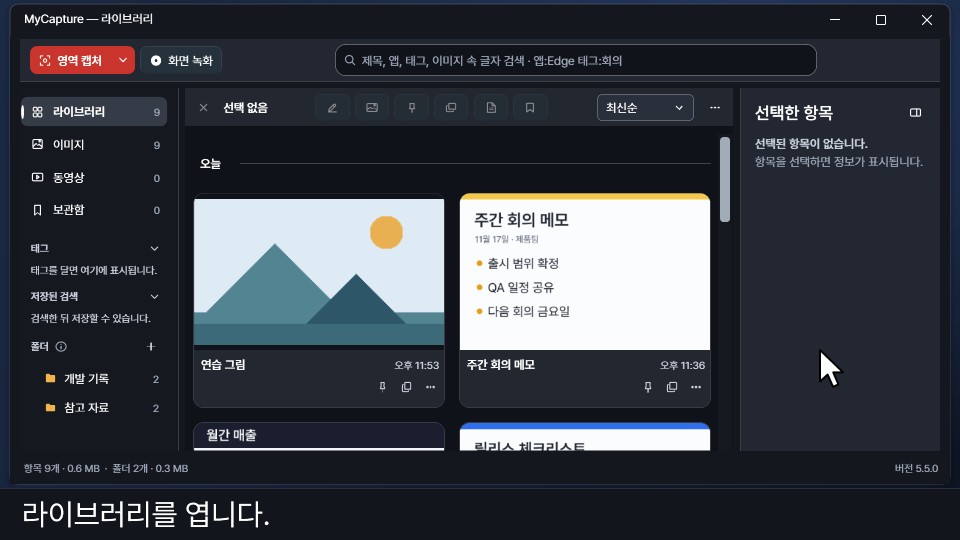 MyCapture — 라이브러리
영역 캡처
화면 녹화
제목, 앱, 태그, 이미지 속 글자 검색 · 앱:Edge 태그:회의
라이브러리 9
이미지 9
동영상 0
보관함 0
태그
태그를 달면 여기에 표시됩니다.
저장된 검색
검색한 뒤 저장할 수 있습니다.
폴더
개발 기록 2
참고 자료 2
선택 없음
최신순
오늘
연습 그림 오후 11:53
주간 회의 메모
11월 17일 · 제품팀
출시 범위 확정
QA 일정 공유
다음 회의 금요일
주간 회의 메모 오후 11:36
월간 매출
릴리스 체크리스트
선택한 항목
선택된 항목이 없습니다.
항목을 선택하면 정보가 표시됩니다.
항목 9개 · 0.6 MB · 폴더 2개 · 0.3 MB
버전 5.5.0
라이브러리를 엽니다.